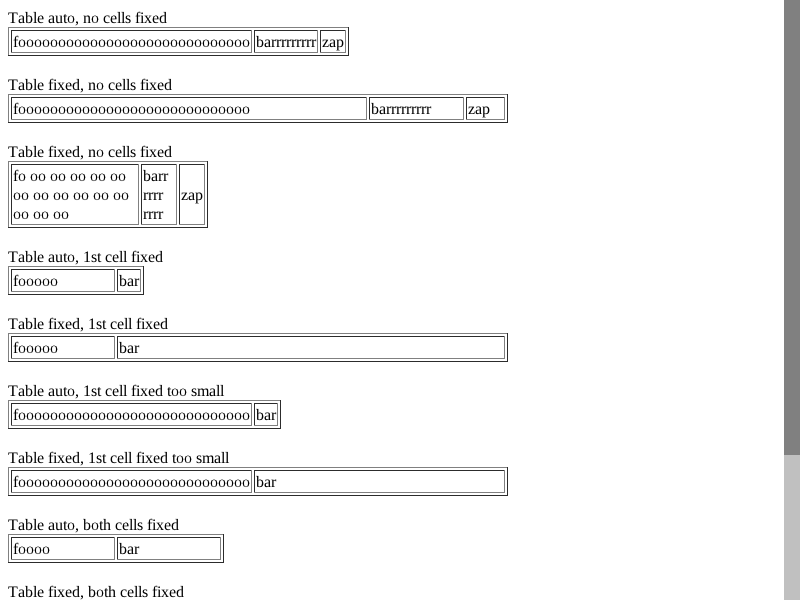 Table auto, no cells fixed
foooooooooooooooooooooooooooooo barrrrrrrrr zap
Table fixed, no cells fixed
foooooooooooooooooooooooooooooo barrrrrrrrr zap
Table fixed, no cells fixed
fo oo oo oo oo oo barr
oo oo oo oo oo oo rrrr zap
oo oo oo rrrr
Table auto, 1st cell fixed
fooooo bar
Table fixed, 1st cell fixed
fooooo bar
Table auto, 1st cell fixed too small
foooooooooooooooooooooooooooooo bar
Table fixed, 1st cell fixed too small
foooooooooooooooooooooooooooooo bar
Table auto, both cells fixed
foooo bar
Table fixed, both cells fixed